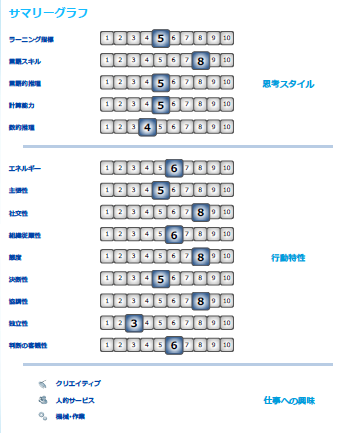 サマリーグラフ
ラーニング指標 1 2 3 4 5 6 7 8 9 10
言語スキル 1 2 3 4 5 6 7 8 9 10
言語的推理 1 2 3 4 5 6 7 8 9 10
思考スタイル
計算能力 1 2 3 4 5 6 7 8 9 10
数的推理 1 2 3 4 5 6 7 8 9 10
エネルギー 1 2 3 4 5 6 7 8 9 10
主張性 1 2 3 4 5 6 7 8 9 10
社交性 1 2 3 4 5 6 7 8 9 10
組織従順性 1 2 3 4 5 6 7 8 9 10
態度 1 2 3 4 5 6 7 8 9 10
行動特性
決断性 1 2 3 4 5 6 7 8 9 10
協調性 1 2 3 4 5 6 7 8 9 10
独立性 1 2 3 4 5 6 7 8 9 10
判断の客観性 1 2 3 4 5 6 7 8 9 10
クリエイティブ
人的サービス
仕事への興味
機械・作業